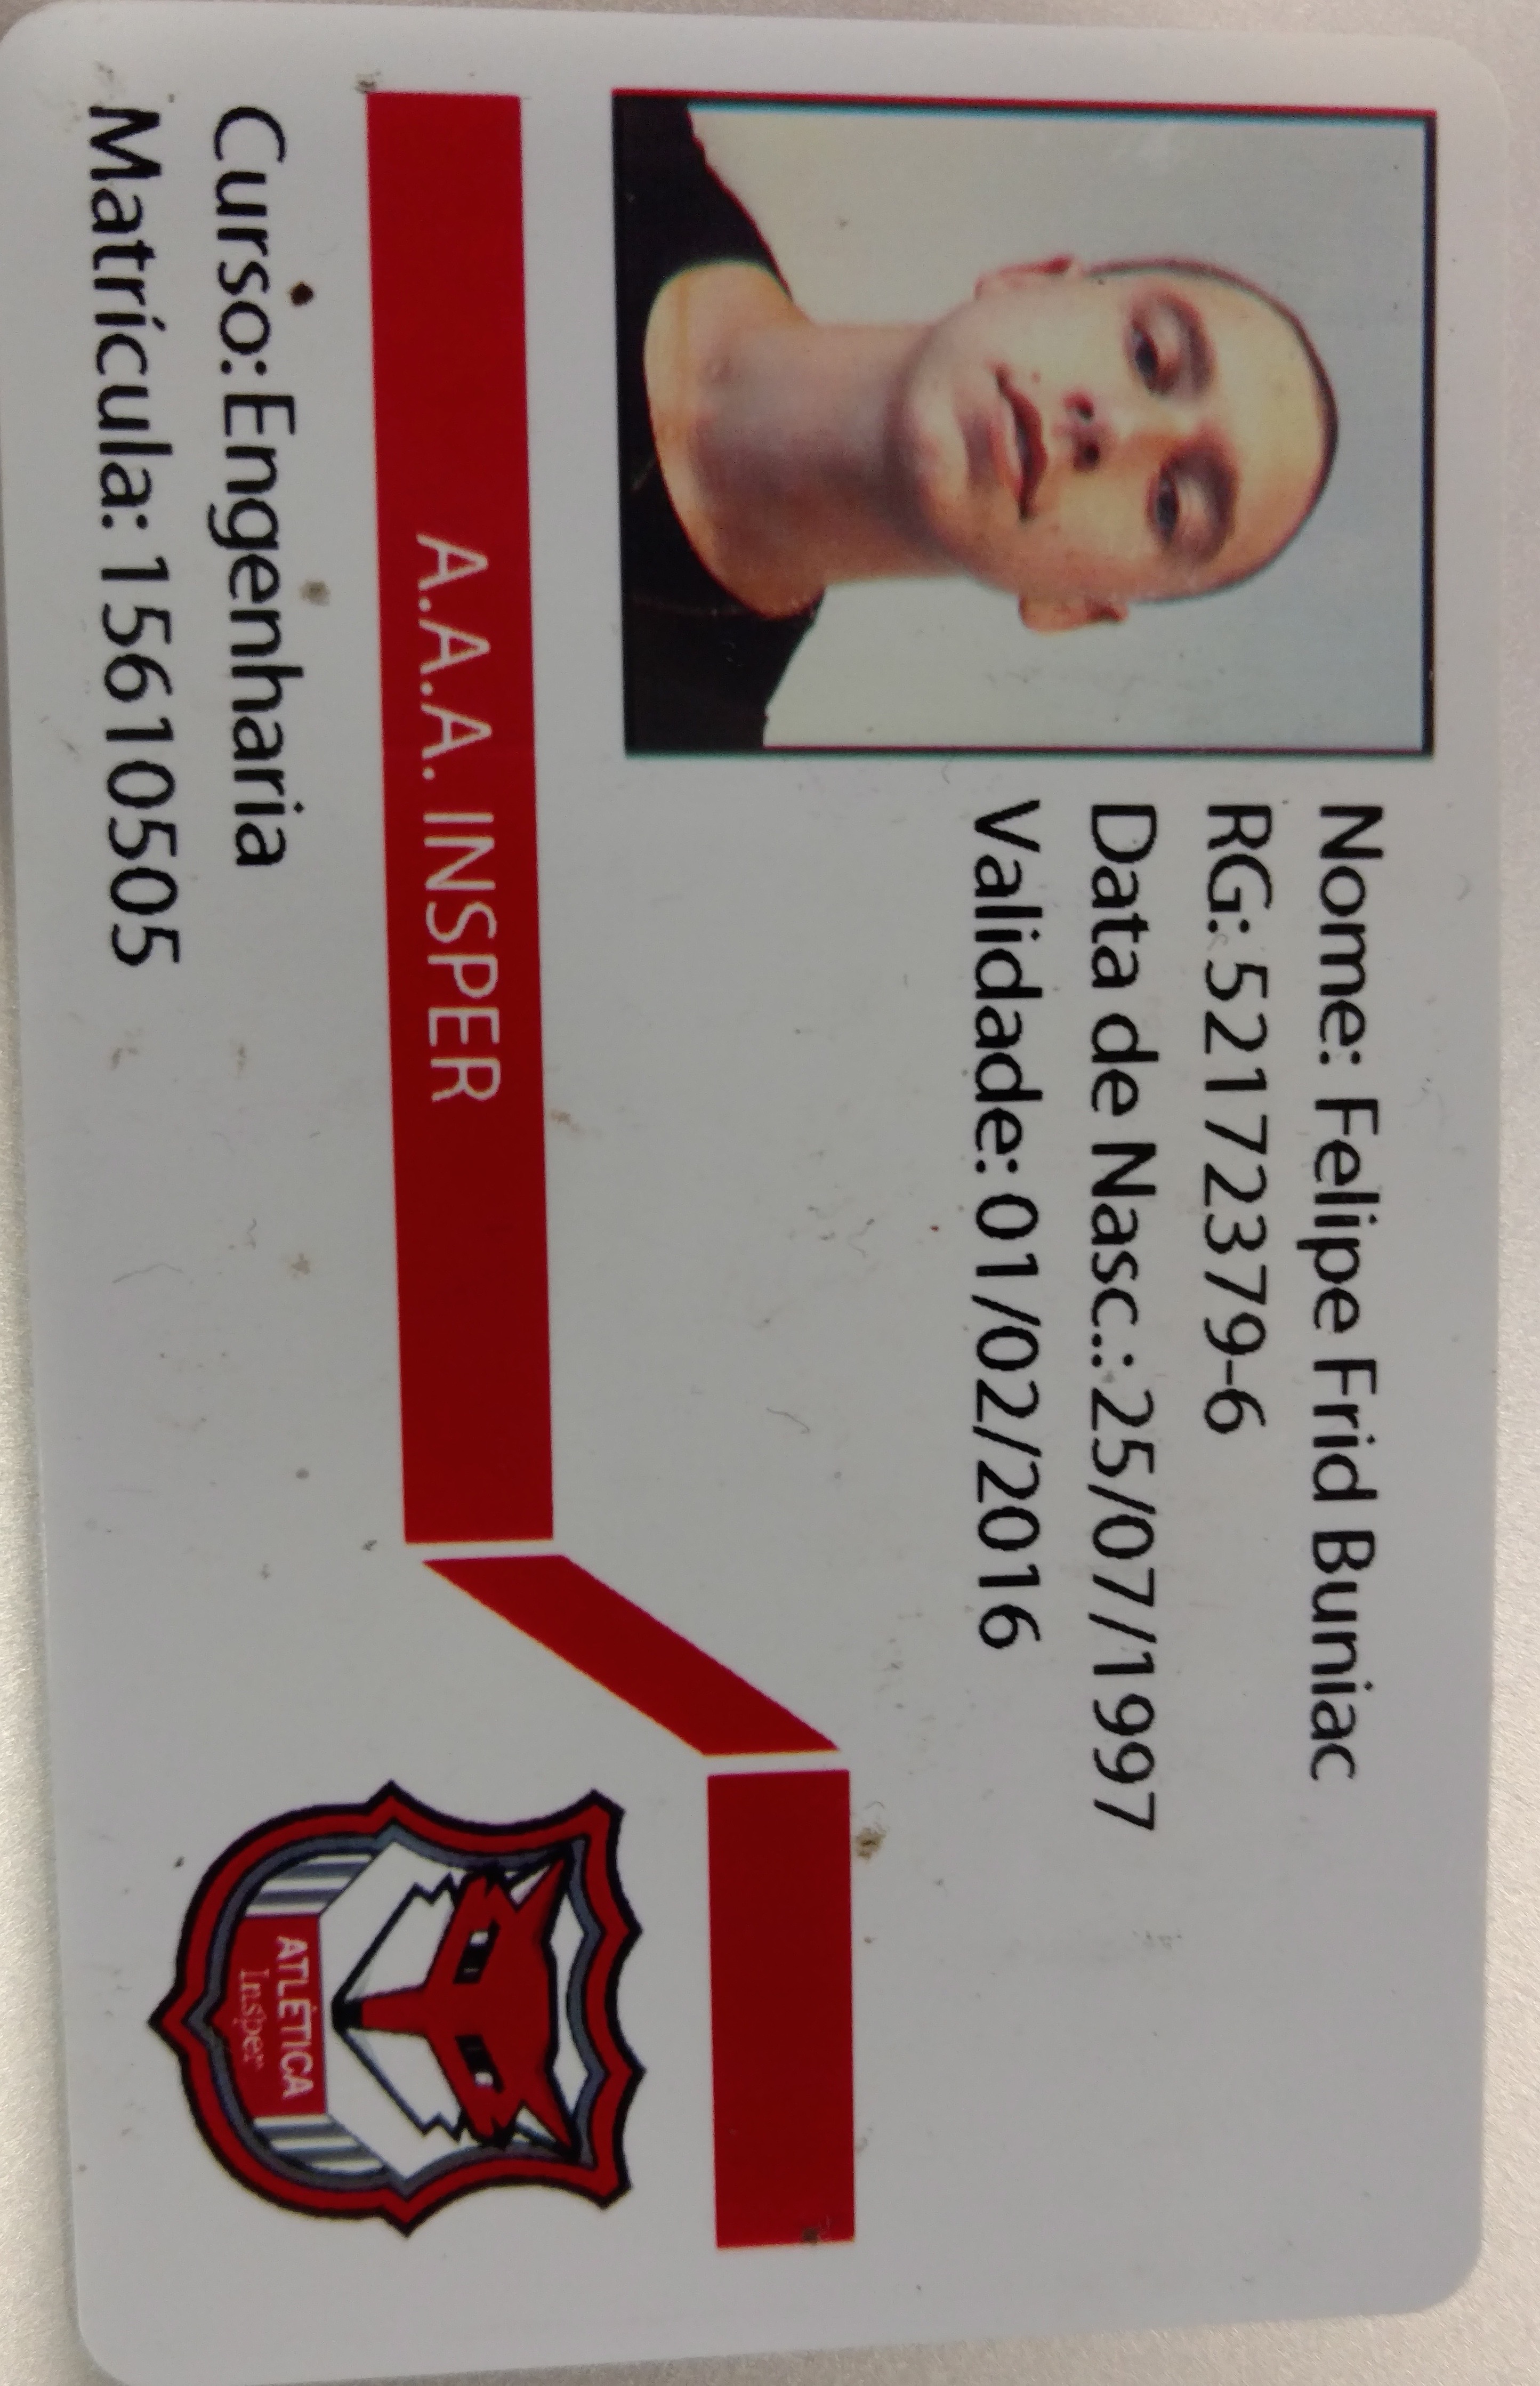 Nome: Felipe Frid Buniac
RG: 52172379-6
Data de Nasc.: 25/07/1997
Validade: 01/02/2016
A.A.A. INSPER
Curso: Engenharia
Matrícula: 15610505
ATLÉTICA
Insper